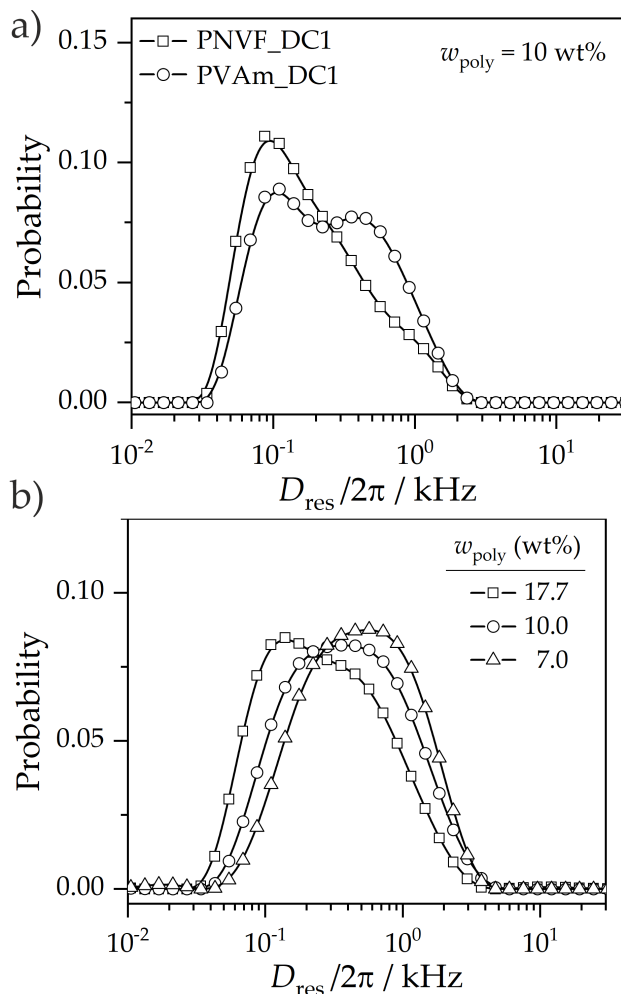 a)
0.15
0.10
0.05
0.00
Probability
PNVF_DC1
PVAm_DC1
w_poly = 10 wt%
10^-2 10^-1 10^0 10^1
D_res/2π / kHz
b)
0.10
0.05
0.00
Probability
w_poly (wt%)
17.7
10.0
7.0
10^-2 10^-1 10^0 10^1
D_res/2π / kHz